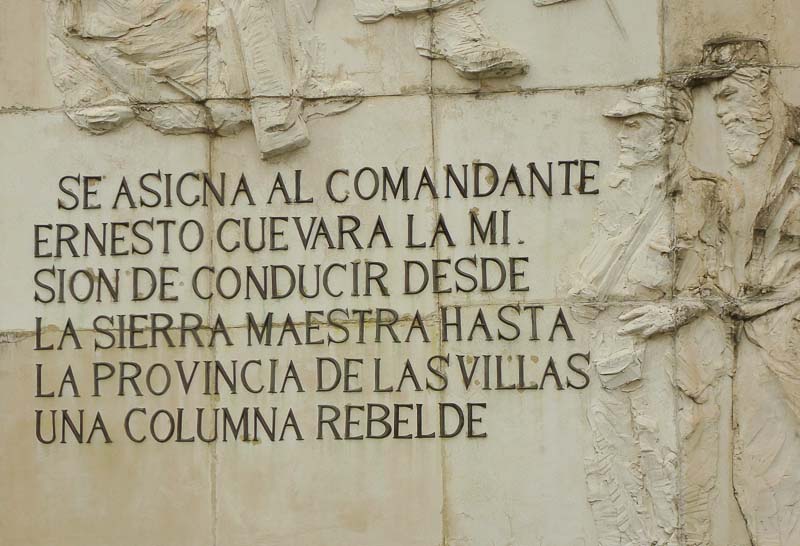 SE ASIGNA AL COMANDANTE
ERNESTO GUEVARA LA MI.
SION DE CONDUCIR DESDE
LA SIERRA MAESTRA HASTA
LA PROVINCIA DE LAS VILLAS
UNA COLUMNA REBELDE